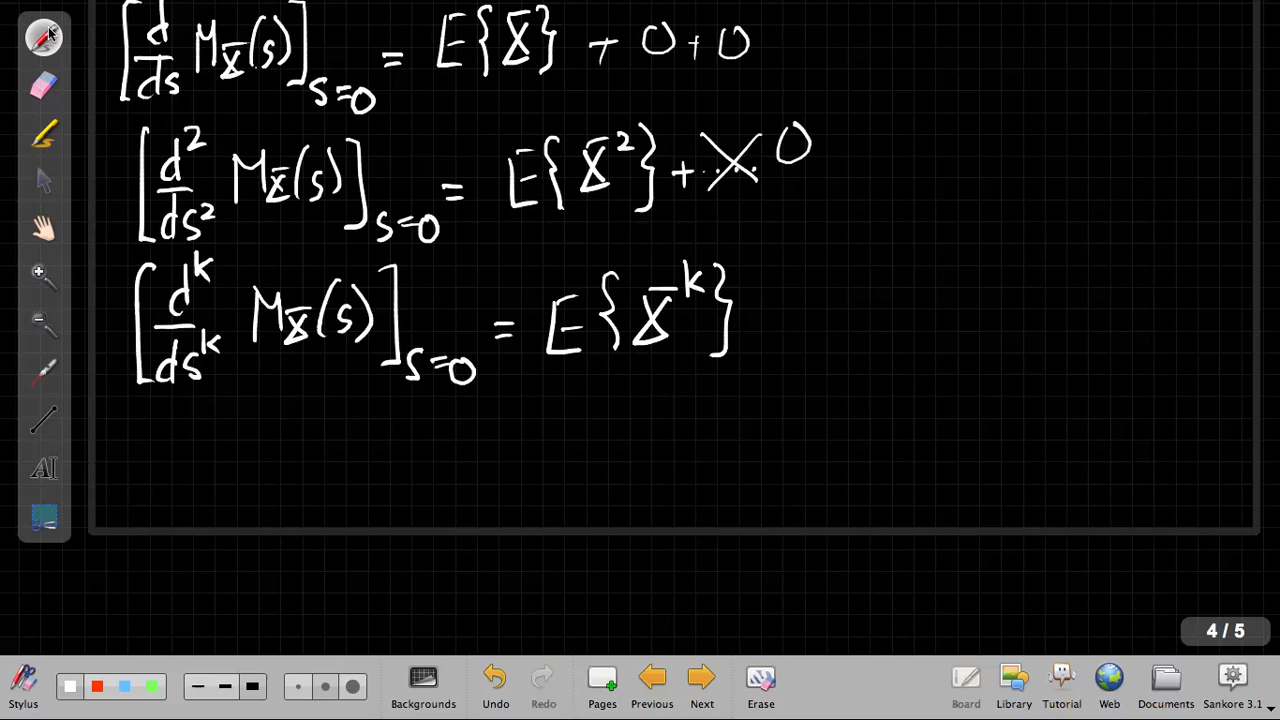 [d/ds M_X(s)]_{s=0} = E{X} + 0 + 0
[d²/ds² M_X(s)]_{s=0} = E{X²} + ... 0
[d^k/ds^k M_X(s)]_{s=0} = E{X^k}
4 / 5
Stylus Backgrounds Undo Redo Pages Previous Next Erase Board Library Tutorial Web Documents Sankore 3.1